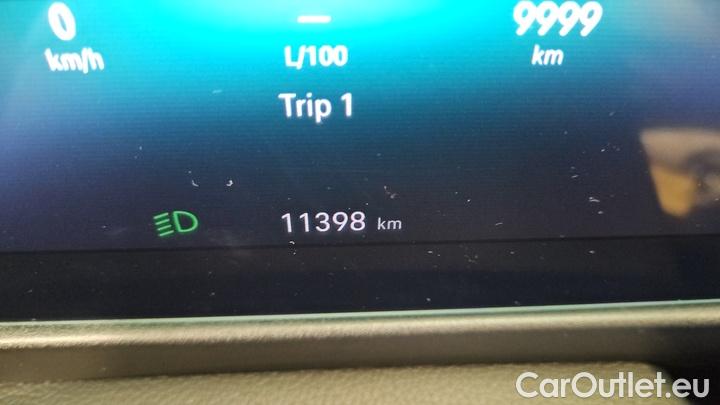 0 — 9999
km/h L/100 km
Trip 1
11398 km
CarOutlet.eu